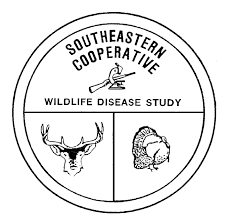 SOUTHEASTERN
COOPERATIVE
WILDLIFE DISEASE STUDY